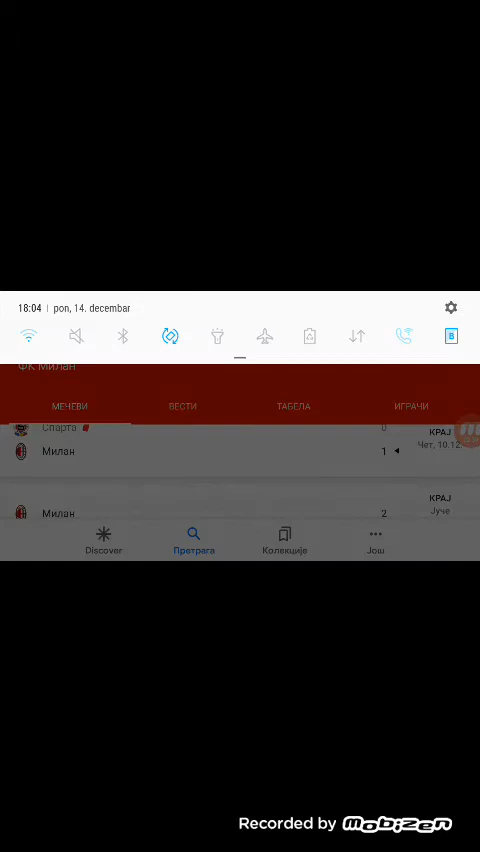 18:04 | pon, 14. decembar
ФК Милан
МЕЧЕВИ ВЕСТИ ТАБЕЛА ИГРАЧИ
Спарта 0
КРАЈ
Милан 1
Чет, 10.12.
КРАЈ
Милан 2
Јуче
Discover Претрага Колекције Још
Recorded by Mobizen